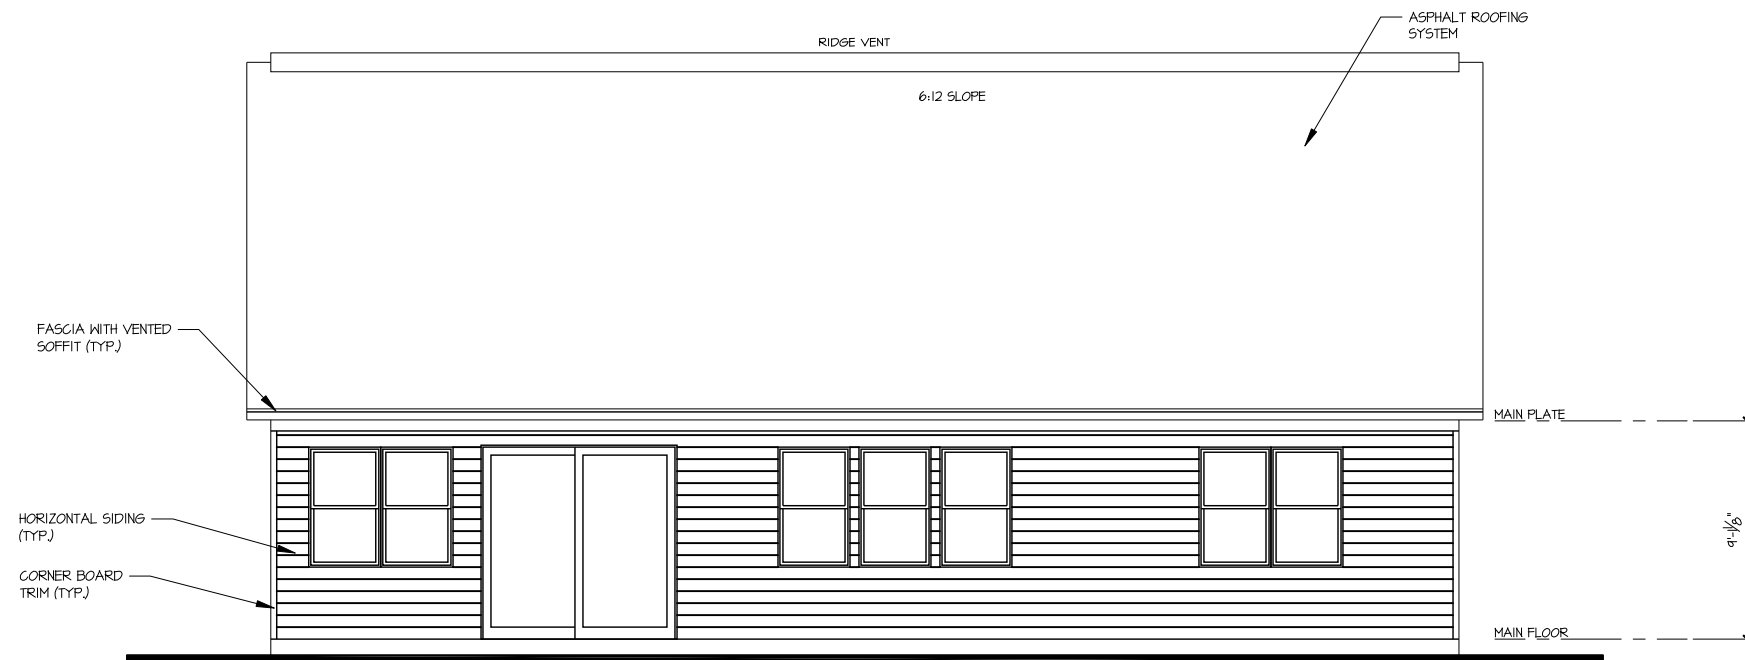 ASPHALT ROOFING
SYSTEM
RIDGE VENT
6:12 SLOPE
FASCIA WITH VENTED
SOFFIT (TYP.)
MAIN PLATE
HORIZONTAL SIDING
(TYP.)
9'-1 1/8"
CORNER BOARD
TRIM (TYP.)
MAIN FLOOR